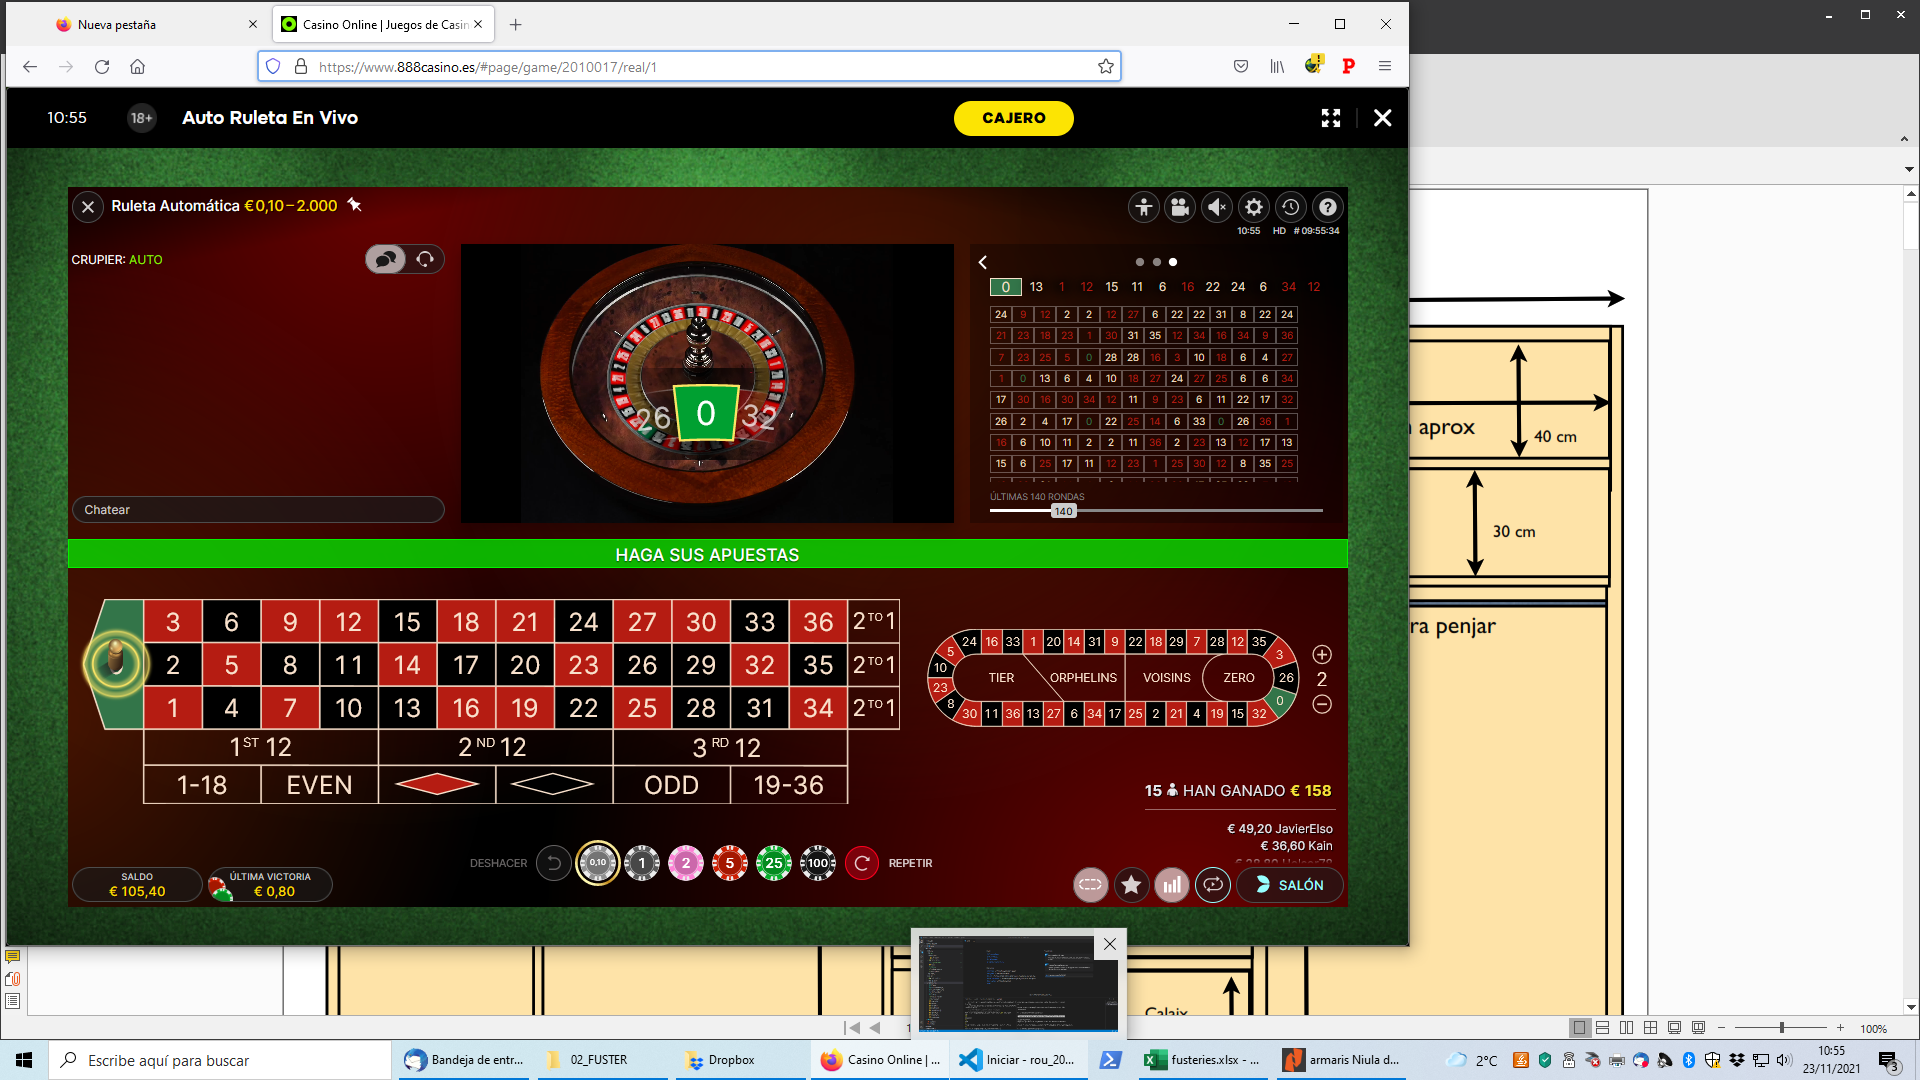 Nueva pestaña
Casino Online | Juegos de Casin
https://www.888casino.es/#page/game/2010017/real/1
10:55
18+
Auto Ruleta En Vivo
CAJERO
Ruleta Automática €0,10–2.000
10:55 HD # 09:55:34
CRUPIER: AUTO
Chatear
26 0 32
0 13 1 12 15 11 6 16 22 24 6 34 12
24 9 12 2 2 12 27 6 22 22 31 8 22 24
21 23 18 23 1 30 31 35 12 34 16 34 9 36
7 23 25 5 0 28 28 16 3 10 18 6 4 27
1 0 13 6 4 10 18 27 24 27 25 6 6 34
17 30 16 30 34 12 11 9 23 6 11 22 17 32
26 2 4 17 0 22 25 14 6 33 0 26 36 1
16 6 10 11 2 2 11 36 2 23 13 12 17 13
15 6 25 17 11 12 23 1 25 30 12 8 35 25
ÚLTIMAS 140 RONDAS
140
HAGA SUS APUESTAS
3 6 9 12 15 18 21 24 27 30 33 36 2 TO 1
2 5 8 11 14 17 20 23 26 29 32 35 2 TO 1
1 4 7 10 13 16 19 22 25 28 31 34 2 TO 1
1 ST 12 2 ND 12 3 RD 12
1-18 EVEN ODD 19-36
24 16 33 1 20 14 31 9 22 18 29 7 28 12 35
5 3
10 26
23 0
8
TIER ORPHELINS VOISINS ZERO
30 11 36 13 27 6 34 17 25 2 21 4 19 15 32
2
15 HAN GANADO € 158
€ 49,20 JavierElso
€ 36,60 Kain
DESHACER 0,10 1 2 5 25 100 REPETIR
SALDO
€ 105,40
ÚLTIMA VICTORIA
€ 0,80
SALÓN
aprox
40 cm
30 cm
ra penjar
Calaix
100%
Escribe aquí para buscar
Bandeja de entr...
02_FUSTER
Dropbox
Casino Online | ...
Iniciar - rou_20...
fusteries.xlsx - ...
armaris Niula d...
2°C
10:55
23/11/2021
3